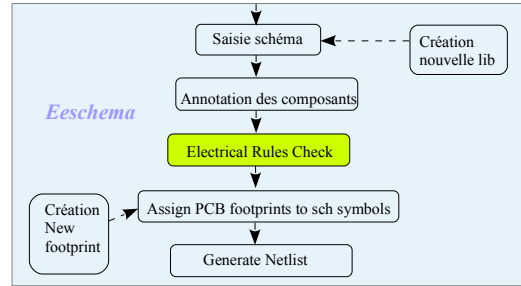 Saisie schéma
Création
nouvelle lib
Annotation des composants
Eeschema
Electrical Rules Check
Création
New
footprint
Assign PCB footprints to sch symbols
Generate Netlist